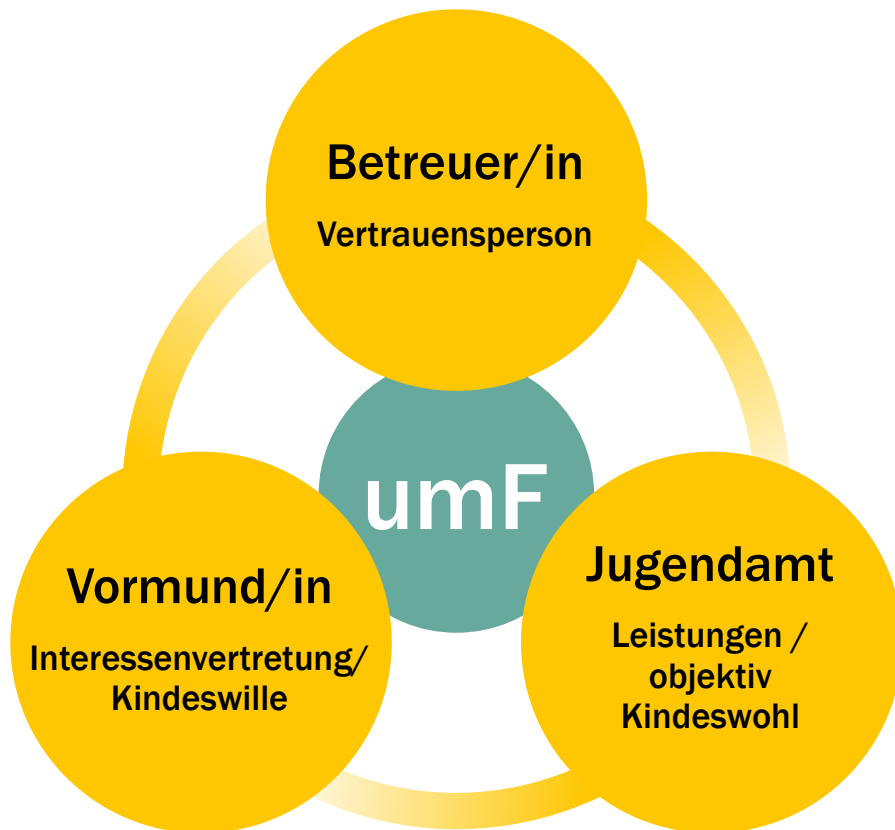 Betreuer/in
Vertrauensperson
umF
Vormund/in
Interessenvertretung/
Kindeswille
Jugendamt
Leistungen /
objektiv
Kindeswohl